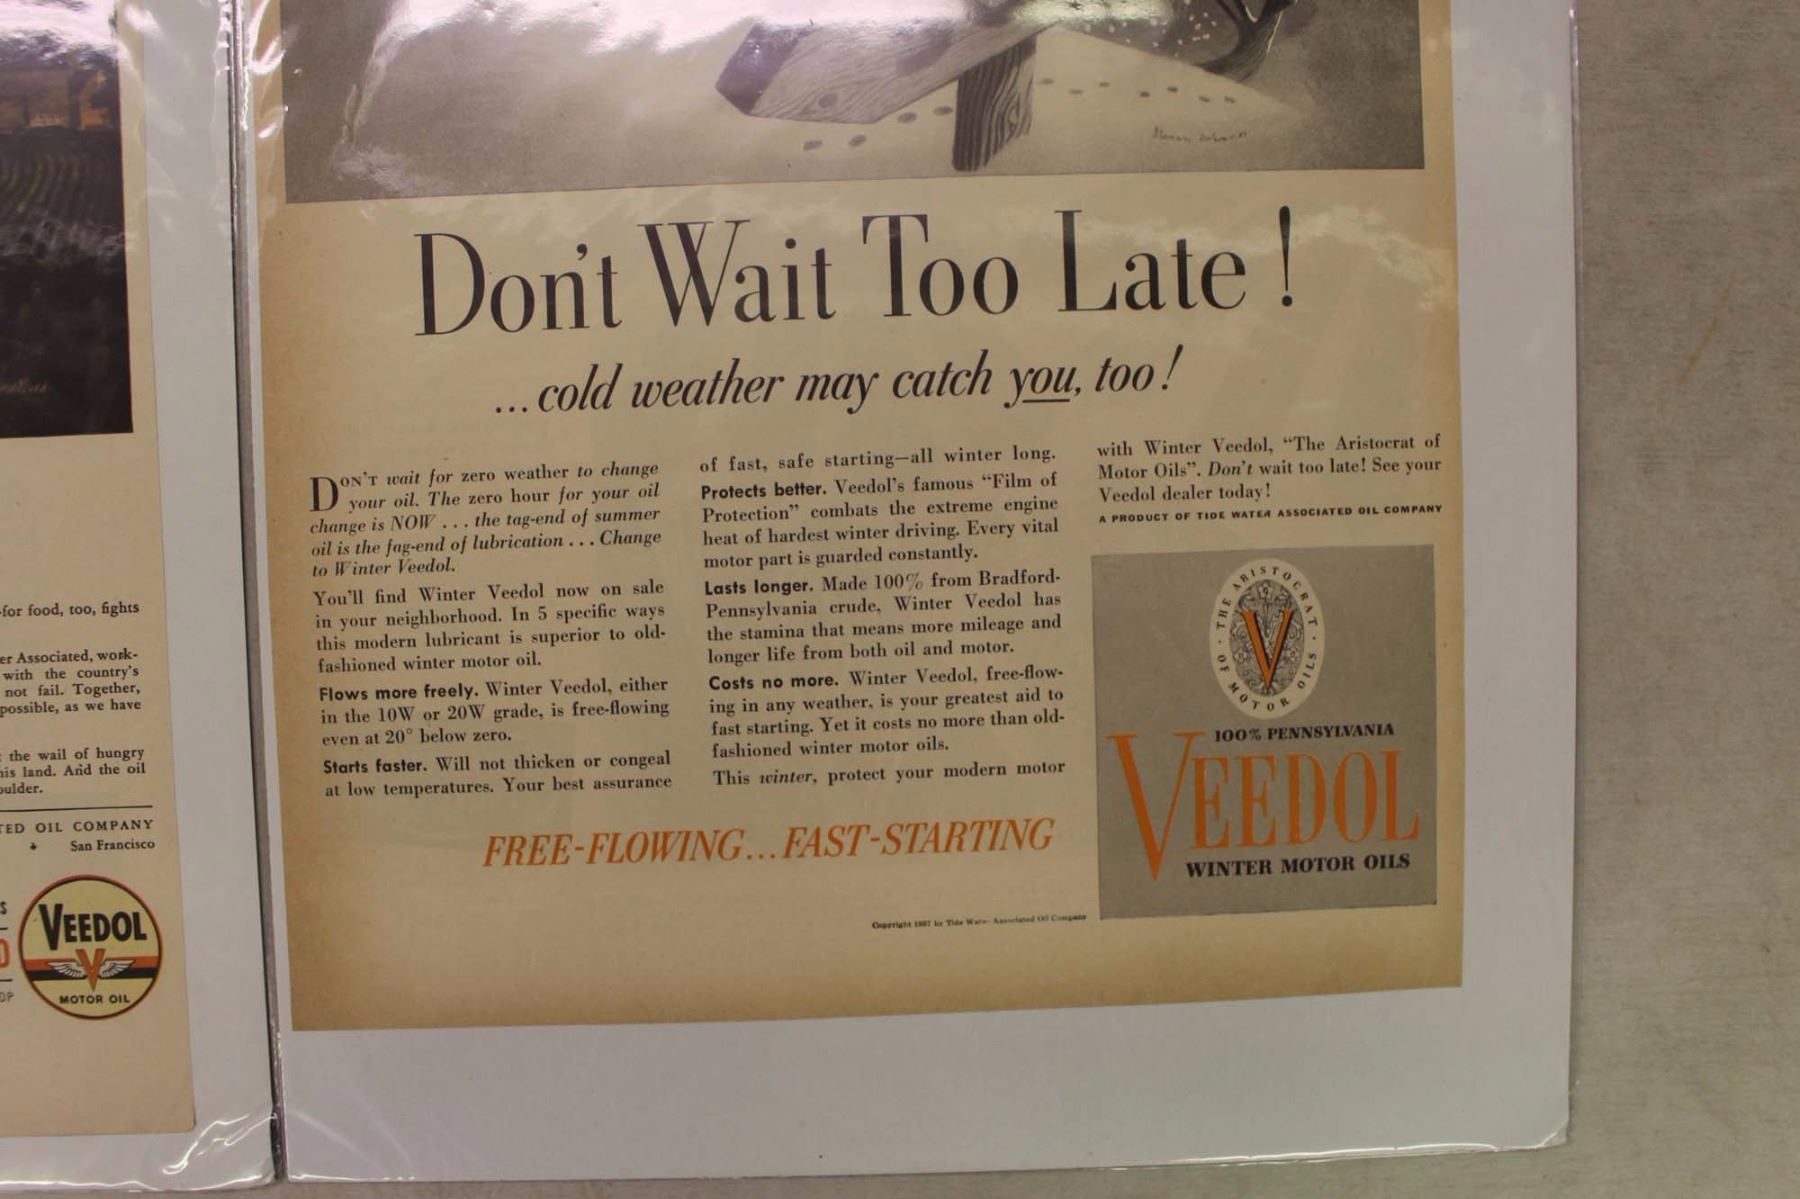 -for food, too, fights
er Associated, work-
with the country's
not fail. Together,
possible, as we have
the wail of hungry
his land. And the oil
oulder.
TED OIL COMPANY
San Francisco
S
VEEDOL
MOTOR OIL
Don't Wait Too Late!
...cold weather may catch you, too!
DON'T wait for zero weather to change
your oil. The zero hour for your oil
change is NOW . . . the tag-end of summer
oil is the fag-end of lubrication . . . Change
to Winter Veedol.
You'll find Winter Veedol now on sale
in your neighborhood. In 5 specific ways
this modern lubricant is superior to old-
fashioned winter motor oil.
Flows more freely. Winter Veedol, either
in the 10W or 20W grade, is free-flowing
even at 20° below zero.
Starts faster. Will not thicken or congeal
at low temperatures. Your best assurance
of fast, safe starting—all winter long.
Protects better. Veedol's famous “Film of
Protection” combats the extreme engine
heat of hardest winter driving. Every vital
motor part is guarded constantly.
Lasts longer. Made 100% from Bradford-
Pennsylvania crude, Winter Veedol has
the stamina that means more mileage and
longer life from both oil and motor.
Costs no more. Winter Veedol, free-flow-
ing in any weather, is your greatest aid to
fast starting. Yet it costs no more than old-
fashioned winter motor oils.
This winter, protect your modern motor
with Winter Veedol, “The Aristocrat of
Motor Oils”. Don't wait too late! See your
Veedol dealer today!
A PRODUCT OF TIDE WATER ASSOCIATED OIL COMPANY
THE ARISTOCRAT · OF MOTOR OILS ·
V
100% PENNSYLVANIA
VEEDOL
WINTER MOTOR OILS
FREE-FLOWING...FAST-STARTING
Copyright 1937 by Tide Water Associated Oil Company